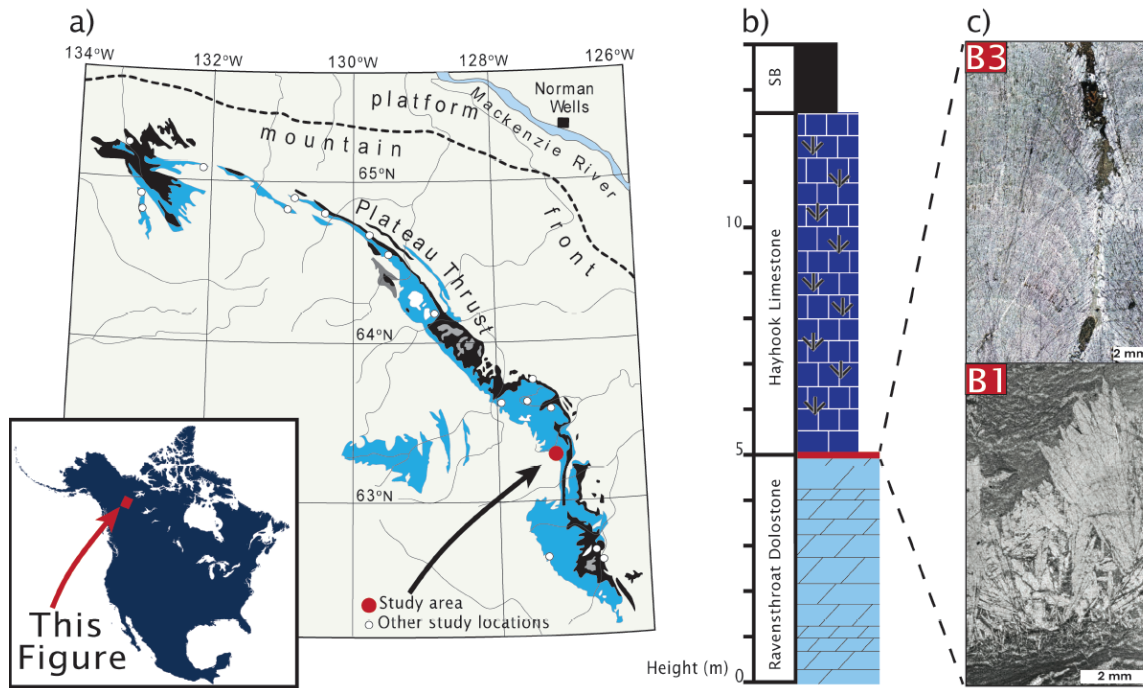 a)
134°W
132°W
130°W
128°W
126°W
platform
mountain
front
Mackenzie River
Norman
Wells
65°N
Plateau Thrust
64°N
63°N
Study area
Other study locations
This
Figure
b)
SB
Hayhook Limestone
Ravensthroat Dolostone
10
5
0
Height (m)
c)
B3
2 mm
B1
2 mm